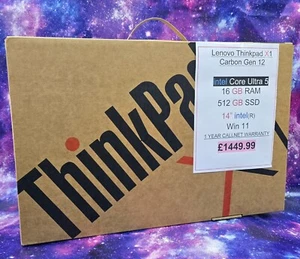 Lenovo Thinkpad X1
Carbon Gen 12
intel Core Ultra 5
16 GB RAM
512 GB SSD
14" intel(R)
Win 11
1 YEAR CALLNET WARRANTY
£1449.99
ThinkPad